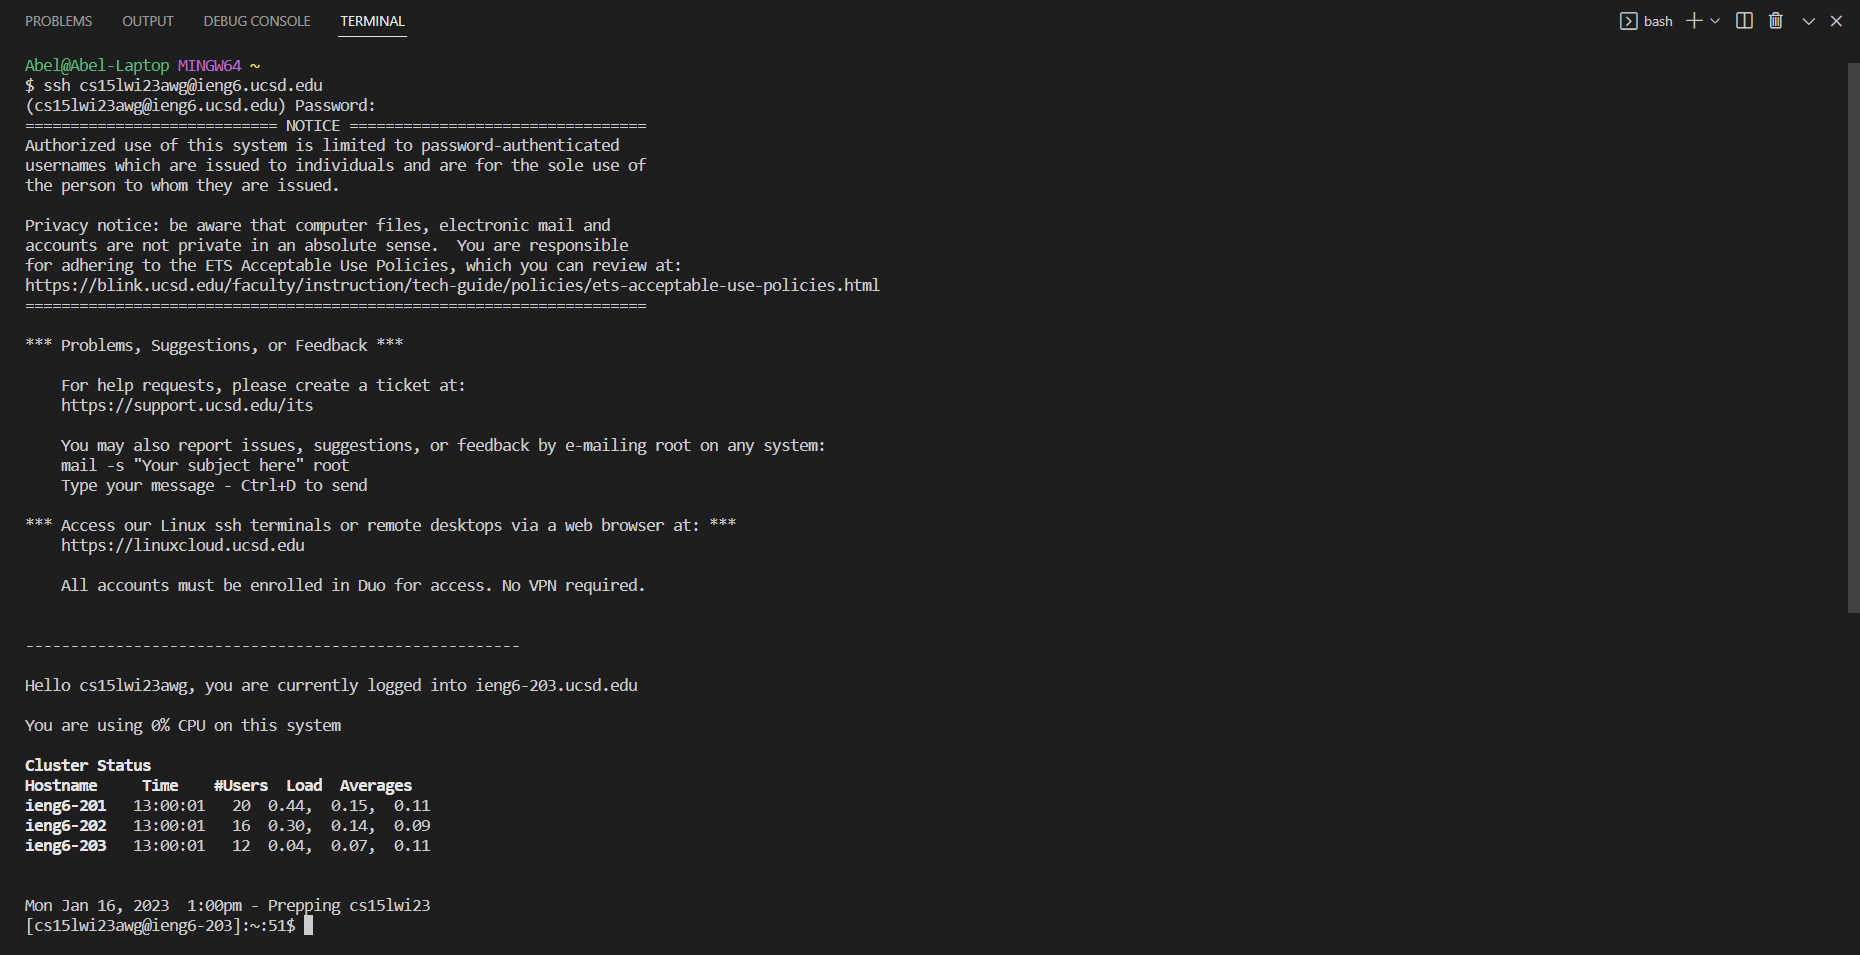 PROBLEMS OUTPUT DEBUG CONSOLE TERMINAL bash
Abel@Abel-Laptop MINGW64 ~
$ ssh cs15lwi23awg@ieng6.ucsd.edu
(cs15lwi23awg@ieng6.ucsd.edu) Password:
============================ NOTICE =================================
Authorized use of this system is limited to password-authenticated
usernames which are issued to individuals and are for the sole use of
the person to whom they are issued.

Privacy notice: be aware that computer files, electronic mail and
accounts are not private in an absolute sense.  You are responsible
for adhering to the ETS Acceptable Use Policies, which you can review at:
https://blink.ucsd.edu/faculty/instruction/tech-guide/policies/ets-acceptable-use-policies.html
=====================================================================

*** Problems, Suggestions, or Feedback ***

    For help requests, please create a ticket at:
    https://support.ucsd.edu/its

    You may also report issues, suggestions, or feedback by e-mailing root on any system:
    mail -s "Your subject here" root
    Type your message - Ctrl+D to send

*** Access our Linux ssh terminals or remote desktops via a web browser at: ***
    https://linuxcloud.ucsd.edu

    All accounts must be enrolled in Duo for access. No VPN required.


-------------------------------------------------------

Hello cs15lwi23awg, you are currently logged into ieng6-203.ucsd.edu

You are using 0% CPU on this system

Cluster Status
Hostname     Time    #Users  Load  Averages
ieng6-201   13:00:01   20  0.44,  0.15,  0.11
ieng6-202   13:00:01   16  0.30,  0.14,  0.09
ieng6-203   13:00:01   12  0.04,  0.07,  0.11


Mon Jan 16, 2023  1:00pm - Prepping cs15lwi23
[cs15lwi23awg@ieng6-203]:~:51$